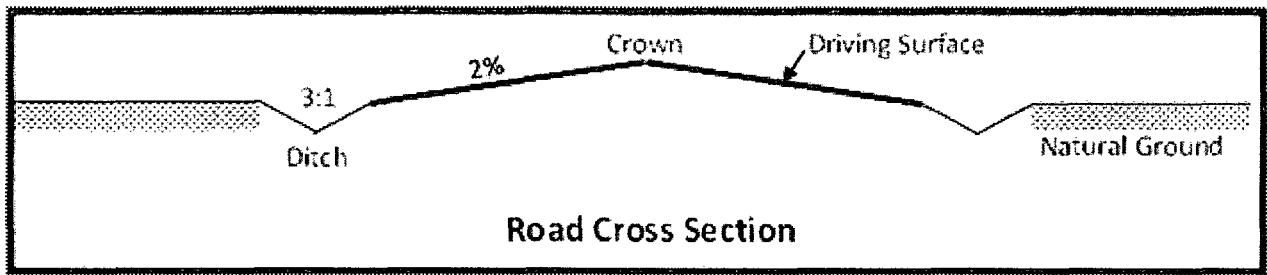 Crown
Driving Surface
2%
3:1
Ditch
Natural Ground
Road Cross Section